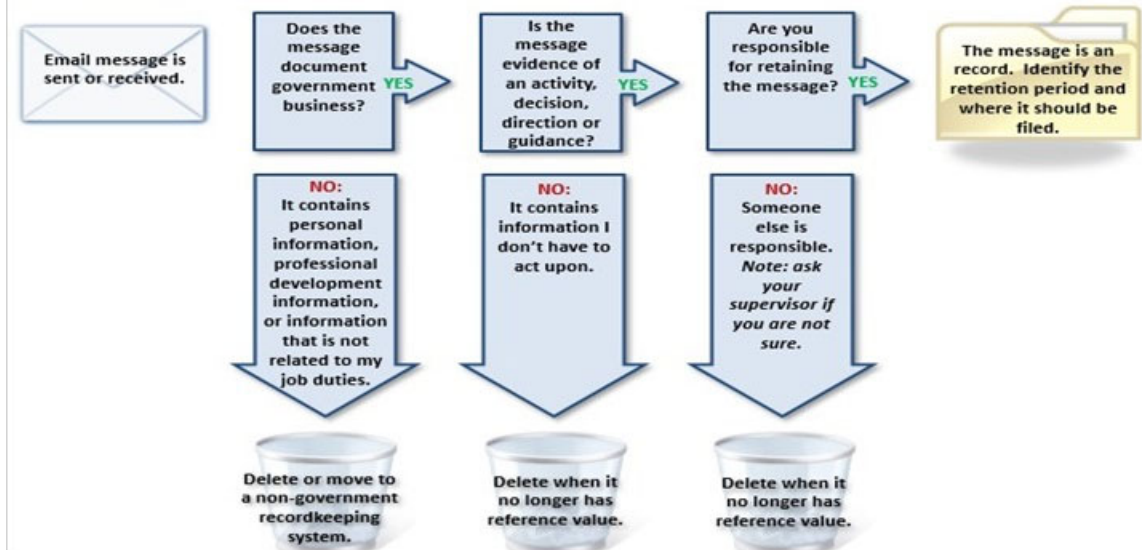 Email message is
sent or received.
Does the
message
document
government
business?
YES
Is the
message
evidence of
an activity,
decision,
direction or
guidance?
YES
Are you
responsible
for retaining
the message?
YES
The message is an
record. Identify the
retention period and
where it should be
filed.
NO:
It contains
personal
information,
professional
development
information,
or information
that is not
related to my
job duties.
NO:
It contains
information I
don't have to
act upon.
NO:
Someone
else is
responsible.
Note: ask
your
supervisor if
you are not
sure.
Delete or move to
a non-government
recordkeeping
system.
Delete when it
no longer has
reference value.
Delete when it
no longer has
reference value.